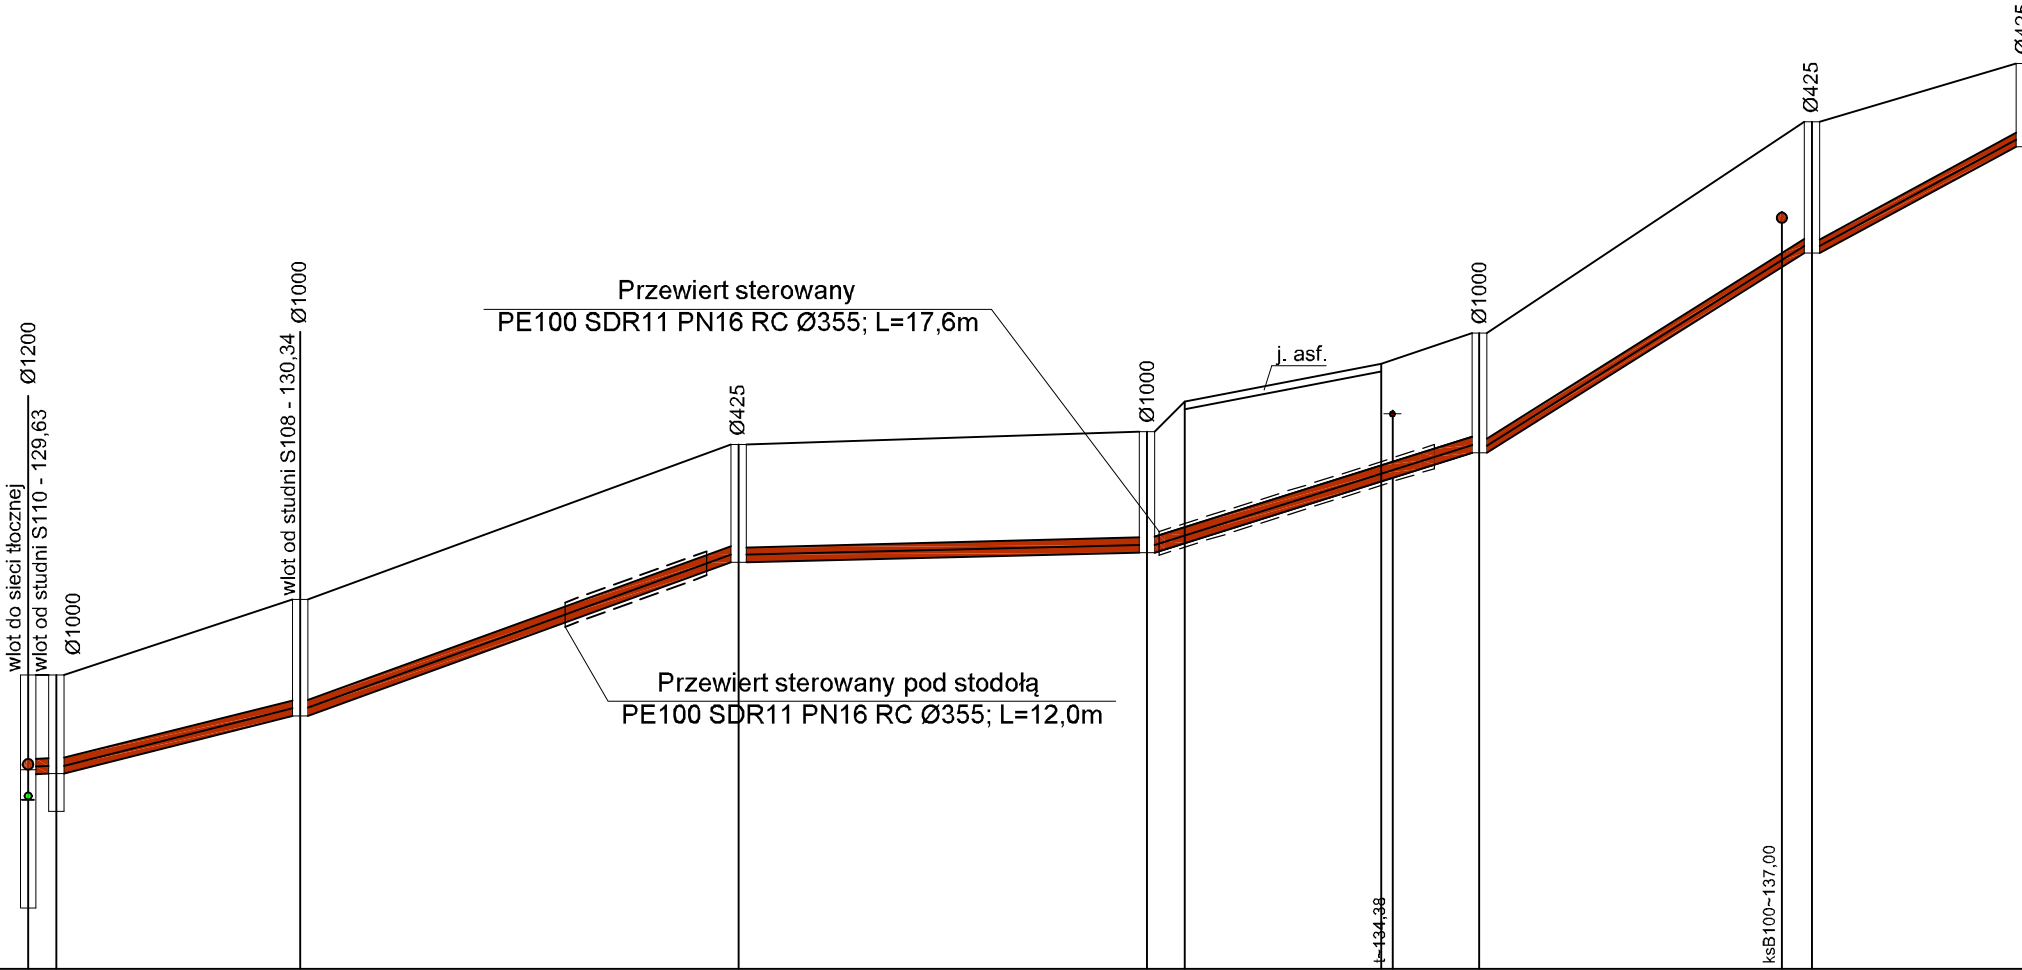 wlot do sieci tłocznej
wlot od studni S110 - 129,63
Ø1200
Ø1000
wlot od studni S108 - 130,34
Ø1000
Ø425
Przewiert sterowany
PE100 SDR11 PN16 RC Ø355; L=17,6m
Przewiert sterowany pod stodołą
PE100 SDR11 PN16 RC Ø355; L=12,0m
Ø1000
j. asf.
t~134,38
Ø1000
ksB100~137,00
Ø425
Ø425